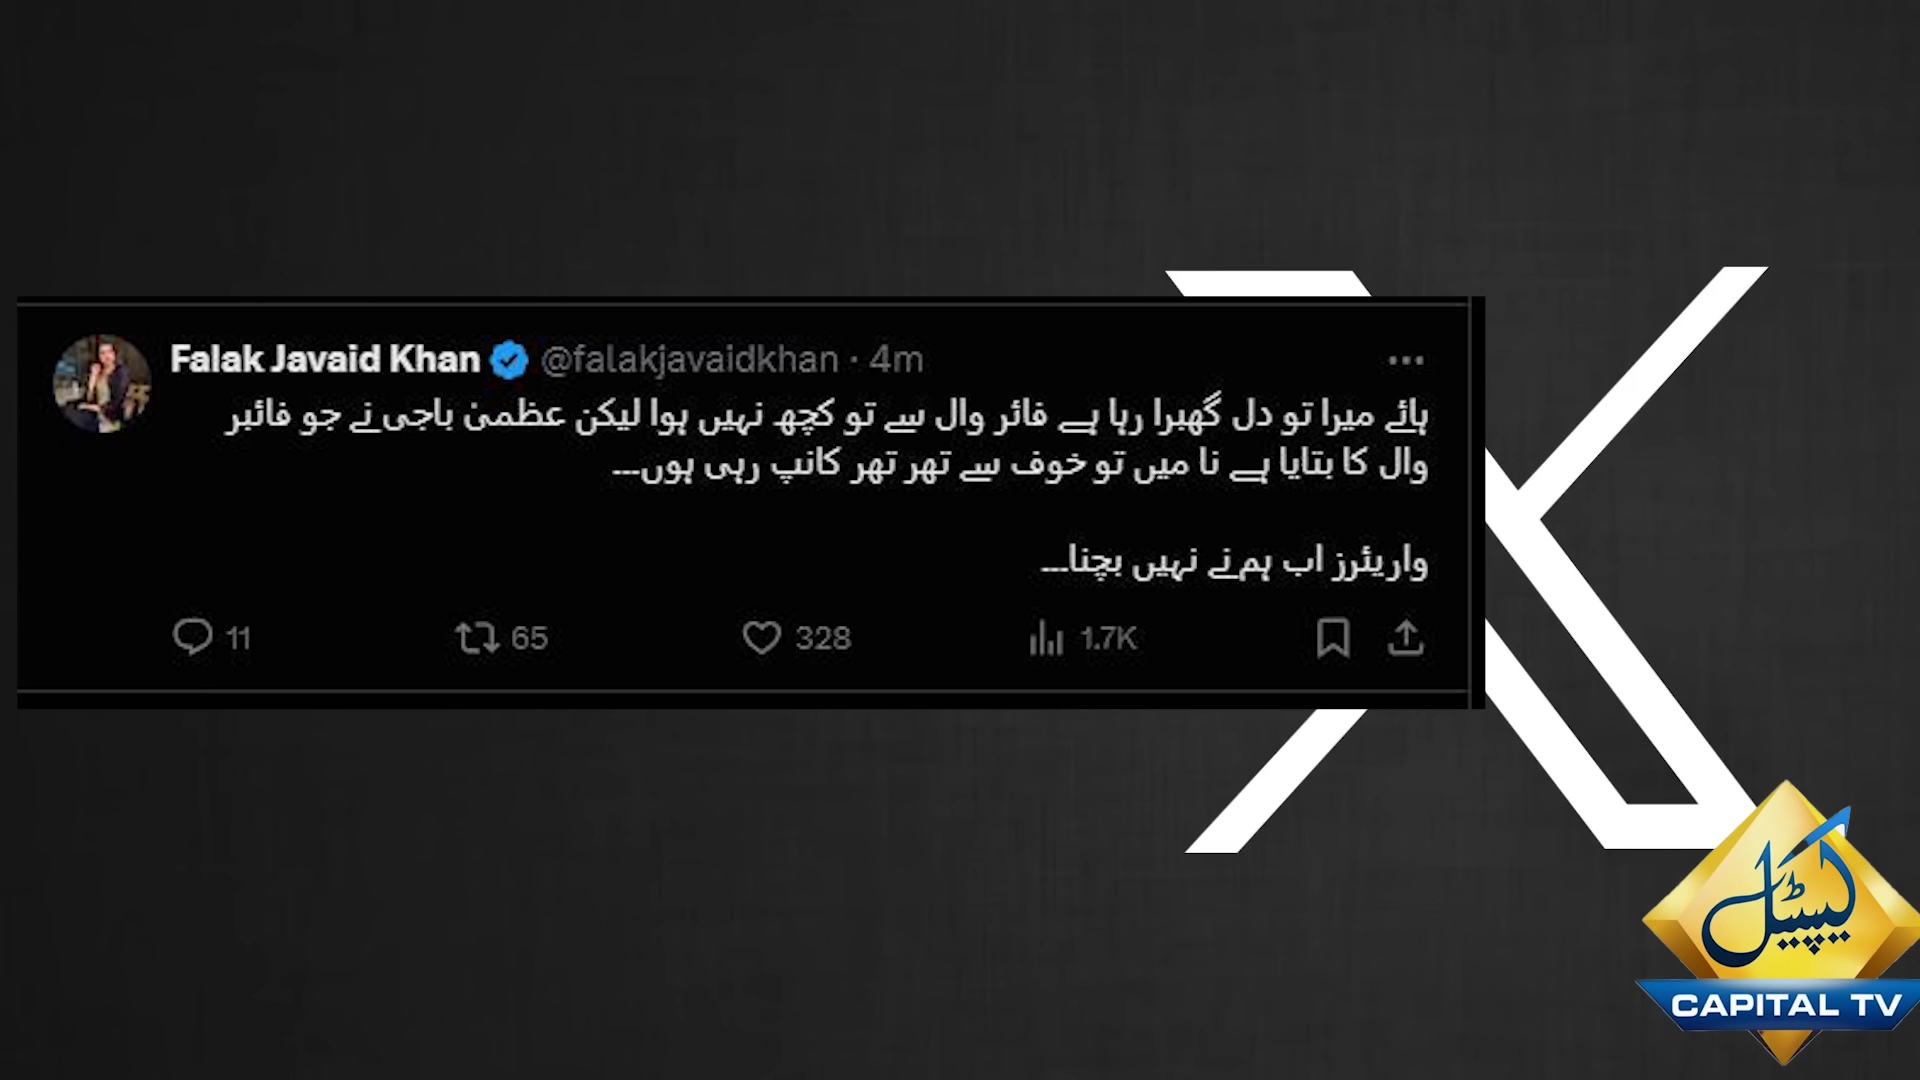 Falak Javaid Khan @falakjavaidkhan · 4m
ہائے میرا تو دل گھبرا رہا ہے فائر وال سے تو کچھ نہیں ہوا لیکن عظمیٰ باجی نے جو فائبر
وال کا بتایا ہے نا میں تو خوف سے تھر تھر کانپ رہی ہوں۔۔۔
واریئرز اب ہم نے نہیں بچنا۔۔۔
11 65 328 1.7K
کیپیٹل
CAPITAL TV